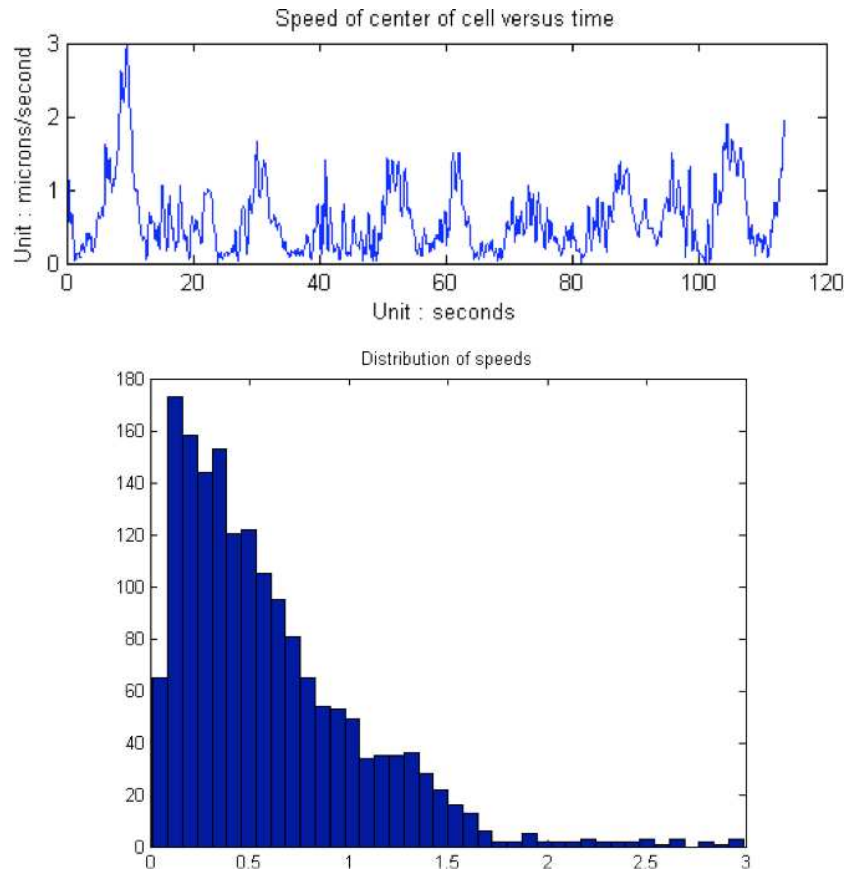 Speed of center of cell versus time
Unit : microns/second
3
2
1
0
0 20 40 60 80 100 120
Unit : seconds
Distribution of speeds
180
160
140
120
100
80
60
40
20
0
0 0.5 1 1.5 2 2.5 3